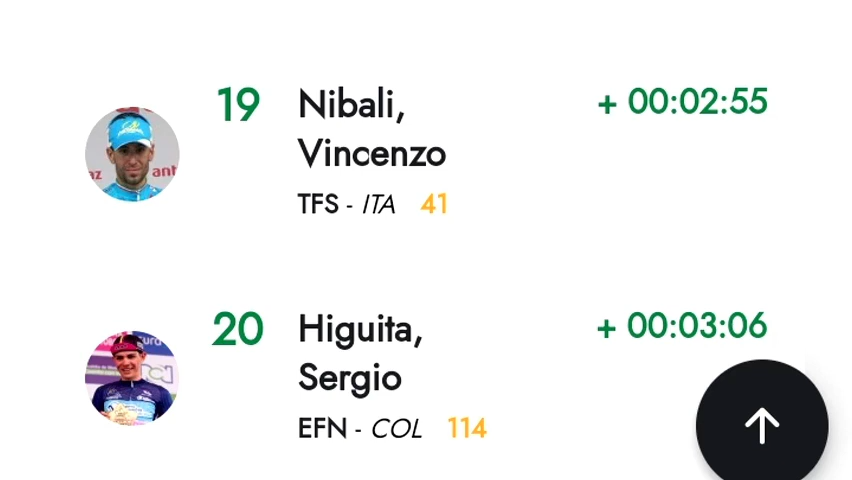 19 Nibali, + 00:02:55
Vincenzo
TFS - ITA 41
20 Higuita, + 00:03:06
Sergio
EFN - COL 114